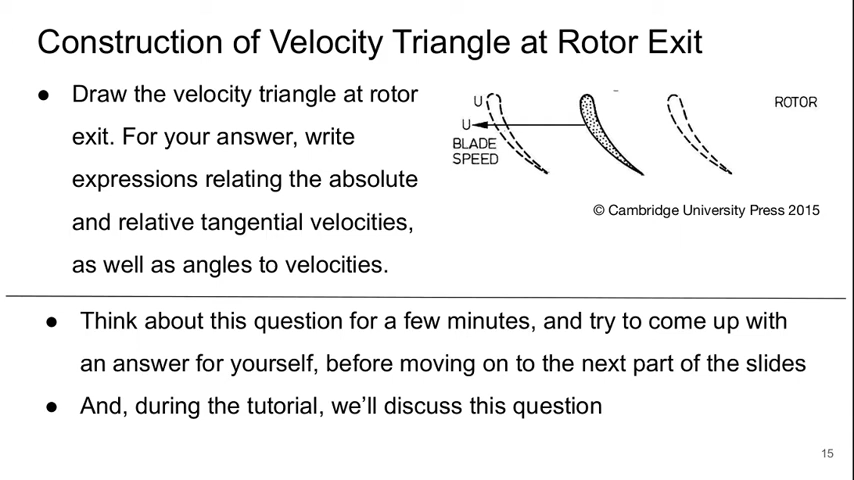 Construction of Velocity Triangle at Rotor Exit
● Draw the velocity triangle at rotor
exit. For your answer, write
expressions relating the absolute
and relative tangential velocities,
as well as angles to velocities.
U
U
BLADE
SPEED
ROTOR
© Cambridge University Press 2015
● Think about this question for a few minutes, and try to come up with
an answer for yourself, before moving on to the next part of the slides
● And, during the tutorial, we’ll discuss this question
15